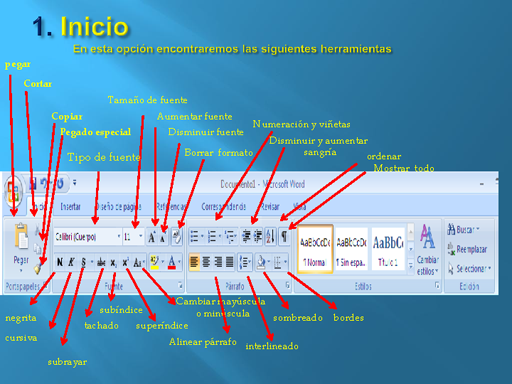 1. Inicio
En esta opción encontraremos las siguientes herramientas
pegar
Cortar
Copiar
Pegado especial
Tipo de fuente
Tamaño de fuente
Aumentar fuente
Disminuir fuente
Borrar formato
Numeración y viñetas
Disminuir y aumentar
sangría
ordenar
Mostrar todo
Documento1 - Microsoft Word
Inicio Insertar Diseño de página Referencias Correspondencias Revisar Vista
Calibri (Cuerpo) 11
Pegar
N K S abc x₂ x² Aa
AaBbCcDc AaBbCcDc AaBbC
¶ Normal ¶ Sin espa... Título 1
Cambiar
estilos
Buscar
Reemplazar
Seleccionar
Portapapeles Fuente Párrafo Estilos Edición
negrita
cursiva
subrayar
tachado
subíndice
superíndice
Cambiar mayúscula
o minúscula
Alinear párrafo
interlineado
sombreado
bordes